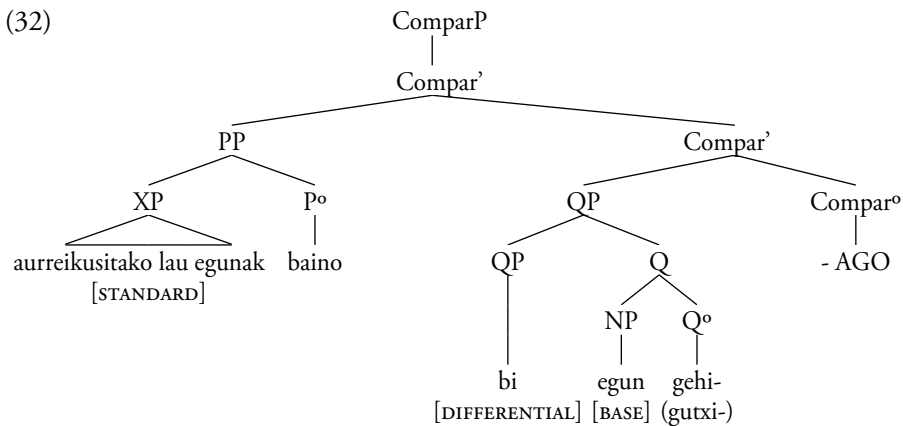 (32)
ComparP
Compar’
PP Compar’
XP Pº QP Comparº
aurreikusitako lau egunak baino QP Q - AGO
[STANDARD]
NP Qº
bi egun gehi-
[DIFFERENTIAL] [BASE] (gutxi-)